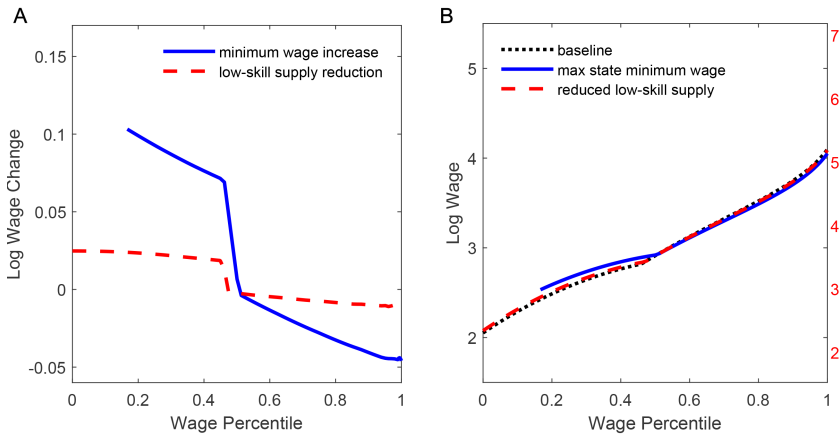 A
0.15
0.1
0.05
0
-0.05
Log Wage Change
minimum wage increase
low-skill supply reduction
0
0.2
0.4
0.6
0.8
1
Wage Percentile
B
5
4
3
2
Log Wage
baseline
max state minimum wage
reduced low-skill supply
7
6
5
4
3
2
0
0.2
0.4
0.6
0.8
1
Wage Percentile